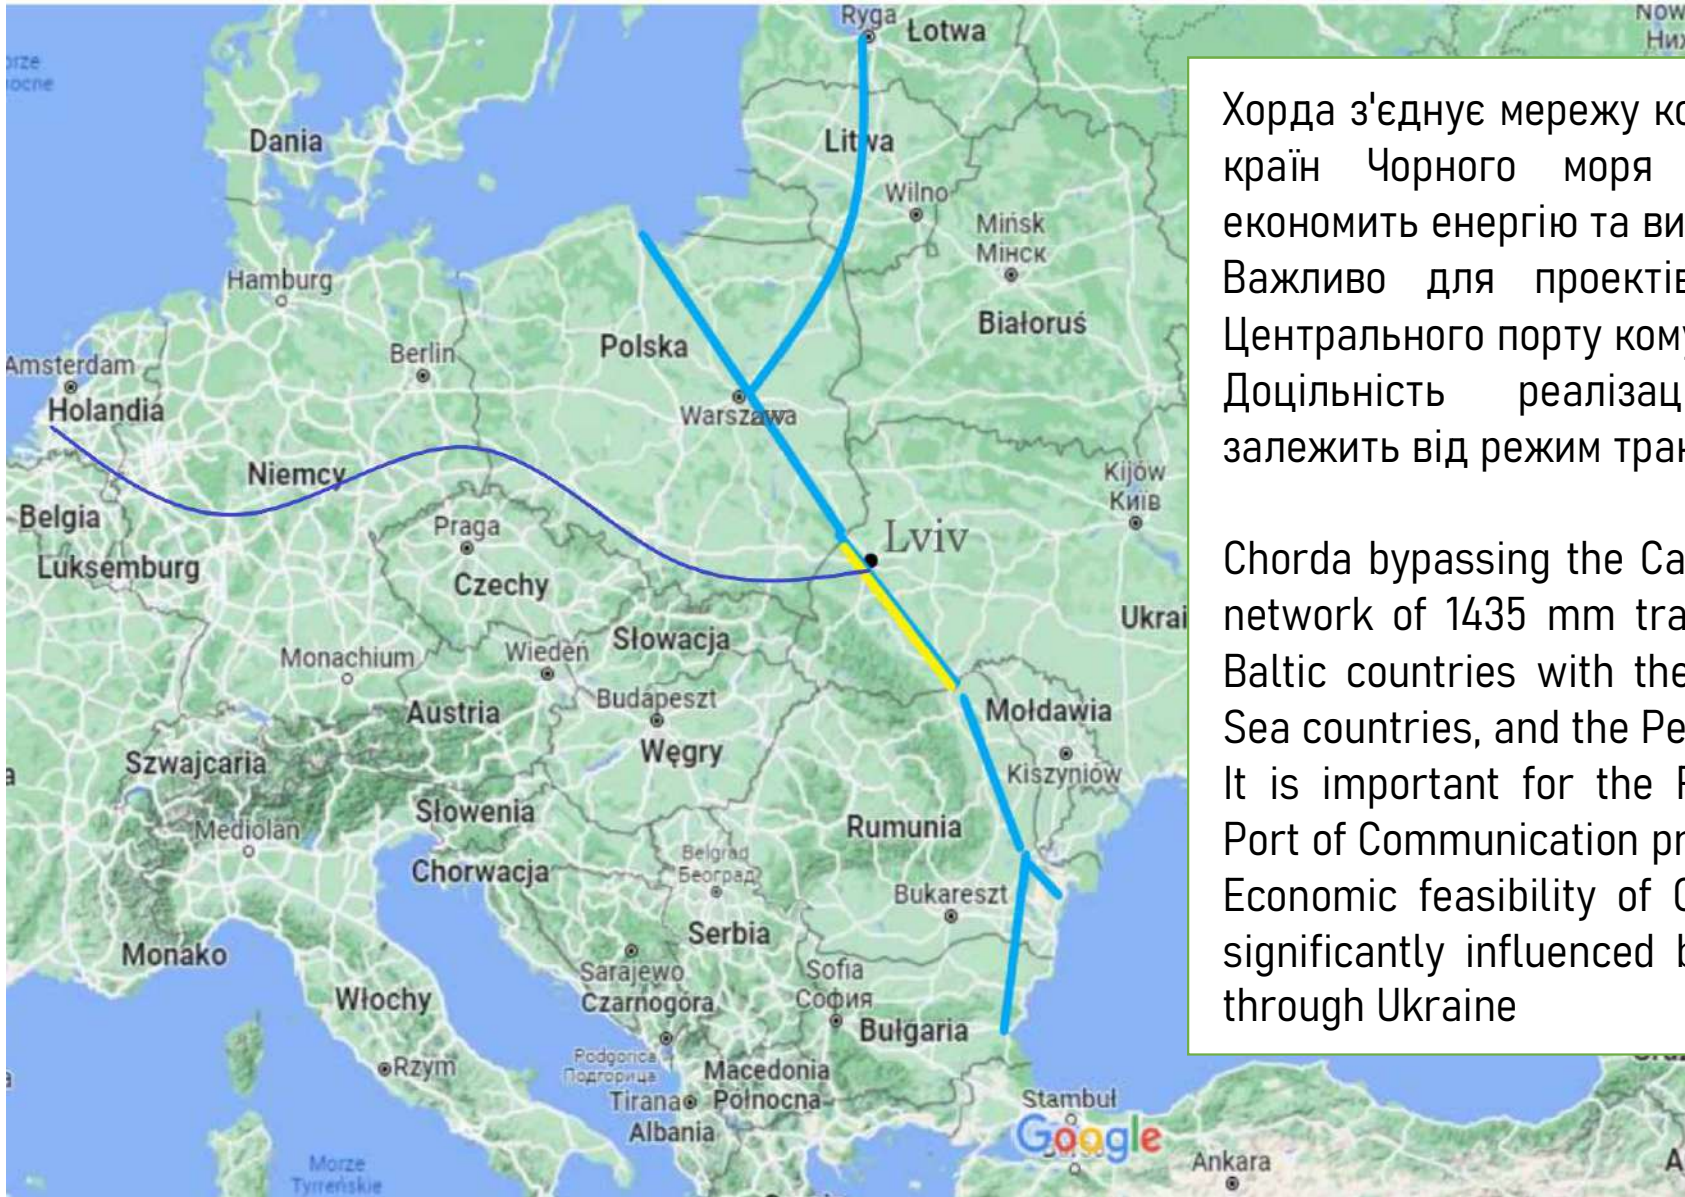 Ryga
Łotwa
Dania
Litwa
Wilno
Mińsk
Мінск
Hamburg
Białoruś
Polska
Amsterdam
Berlin
Holandia
Warszawa
Niemcy
Kijów
Київ
Belgia
Praga
Lviv
Luksemburg
Czechy
Ukrai
Słowacja
Monachium
Wiedeń
Budapeszt
Austria
Mołdawia
Węgry
Szwajcaria
Kiszyniów
Słowenia
Mediolan
Rumunia
Belgrad
Београд
Chorwacja
Bukareszt
Serbia
Monako
Sarajewo
Sofia
София
Włochy
Czarnogóra
Bułgaria
Podgorica
Подгорица
Rzym
Macedonia
Północna
Tirana
Albania
Stambuł
Google
Morze
Tyrreńskie
Ankara
Хорда з'єднує мережу ко
країн Чорного моря
економить енергію та ви
Важливо для проектів
Центрального порту кому
Доцільність реалізац
залежить від режим тран
Chorda bypassing the Ca
network of 1435 mm tra
Baltic countries with the
Sea countries, and the Pe
It is important for the P
Port of Communication pr
Economic feasibility of C
significantly influenced b
through Ukraine